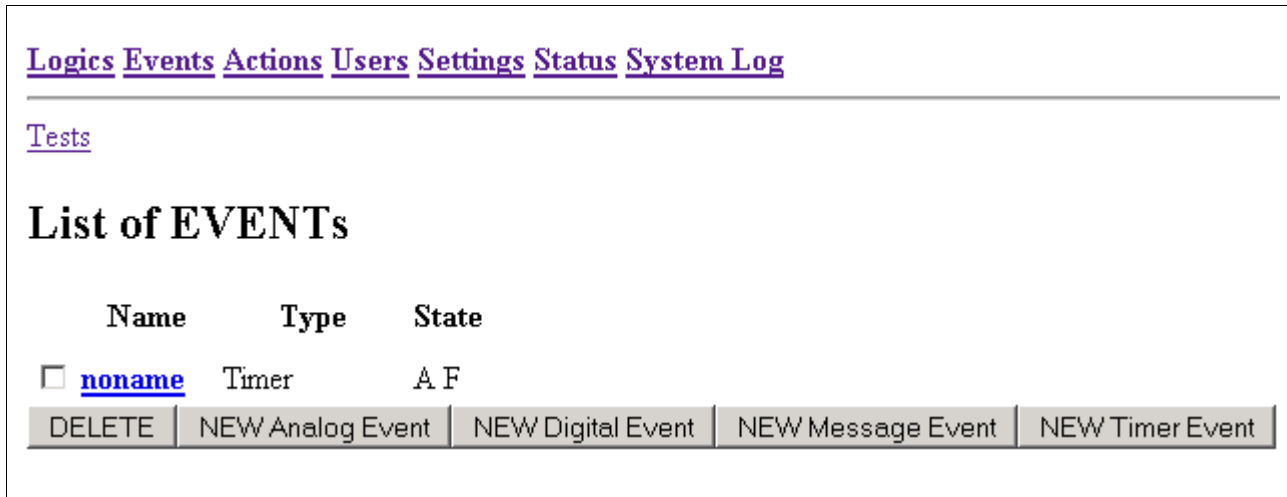 Logics Events Actions Users Settings Status System Log
Tests
List of EVENTs
Name Type State
noname Timer A F
DELETE NEW Analog Event NEW Digital Event NEW Message Event NEW Timer Event